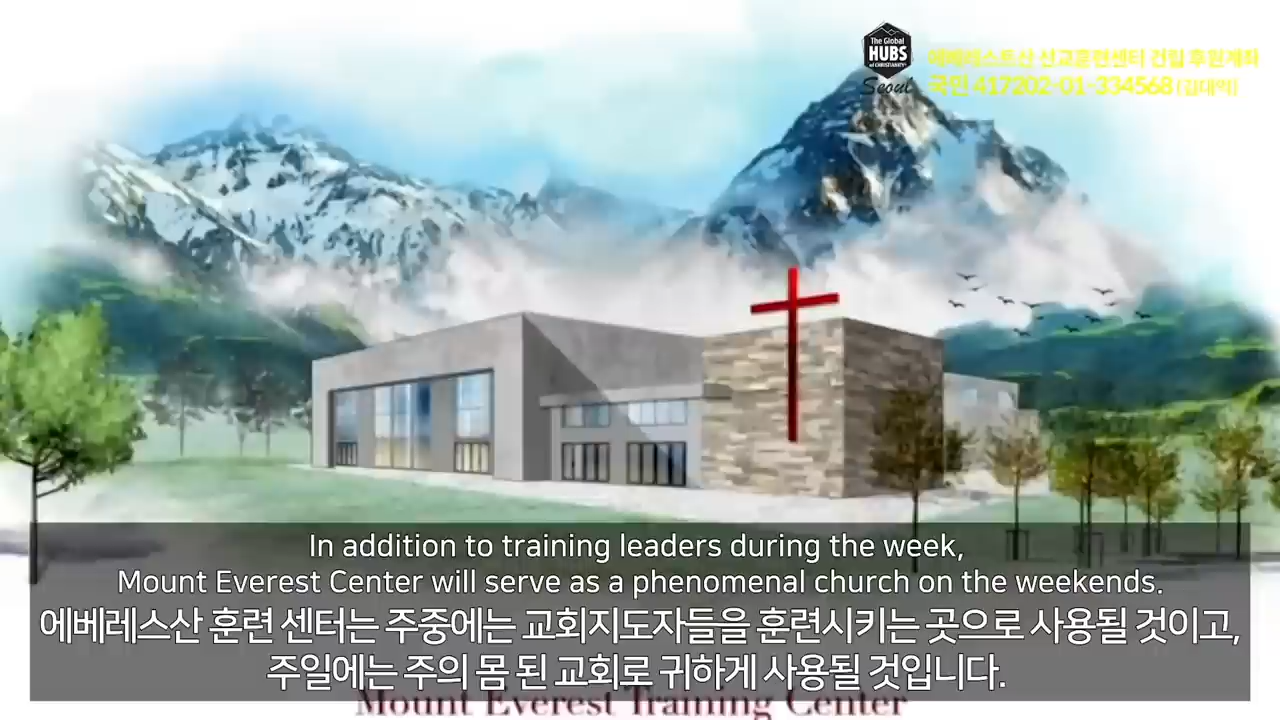 The Global
HUBS
of CHRISTIANITY
Seoul
에베레스트산 선교훈련센터 건립 후원계좌
국민 417202-01-334568 (김대억)
In addition to training leaders during the week,
Mount Everest Center will serve as a phenomenal church on the weekends.
에베레스산 훈련 센터는 주중에는 교회지도자들을 훈련시키는 곳으로 사용될 것이고,
주일에는 주의 몸 된 교회로 귀하게 사용될 것입니다.
Mount Everest Training Center